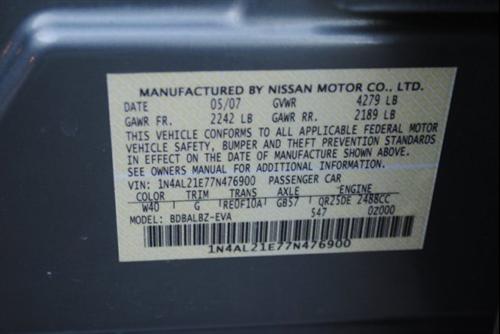 MANUFACTURED BY NISSAN MOTOR CO., LTD.
DATE 05/07 GVWR 4279 LB
GAWR FR. 2242 LB GAWR RR. 2189 LB
THIS VEHICLE CONFORMS TO ALL APPLICABLE FEDERAL MOTOR
VEHICLE SAFETY, BUMPER AND THEFT PREVENTION STANDARDS
IN EFFECT ON THE DATE OF MANUFACTURE SHOWN ABOVE.
SEE OWNERS MANUAL FOR ADDITIONAL INFORMATION.
VIN: 1N4AL21E77N476900 PASSENGER CAR
COLOR TRIM TRANS AXLE ENGINE
W40 G RE0F10A GB57 QR25DE 2488CC
MODEL: BDBALBZ-EVA 547 0Z000
1N4AL21E77N476900